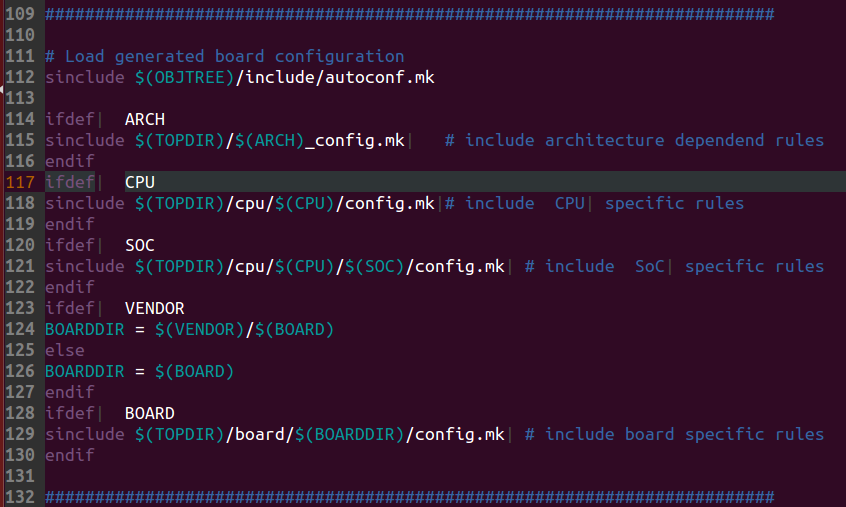 109 #########################################################################
110
111 # Load generated board configuration
112 sinclude $(OBJTREE)/include/autoconf.mk
113
114 ifdef|  ARCH
115 sinclude $(TOPDIR)/$(ARCH)_config.mk|   # include architecture dependend rules
116 endif
117 ifdef|  CPU
118 sinclude $(TOPDIR)/cpu/$(CPU)/config.mk|# include  CPU| specific rules
119 endif
120 ifdef|  SOC
121 sinclude $(TOPDIR)/cpu/$(CPU)/$(SOC)/config.mk| # include  SoC| specific rules
122 endif
123 ifdef|  VENDOR
124 BOARDDIR = $(VENDOR)/$(BOARD)
125 else
126 BOARDDIR = $(BOARD)
127 endif
128 ifdef|  BOARD
129 sinclude $(TOPDIR)/board/$(BOARDDIR)/config.mk| # include board specific rules
130 endif
131
132 #########################################################################